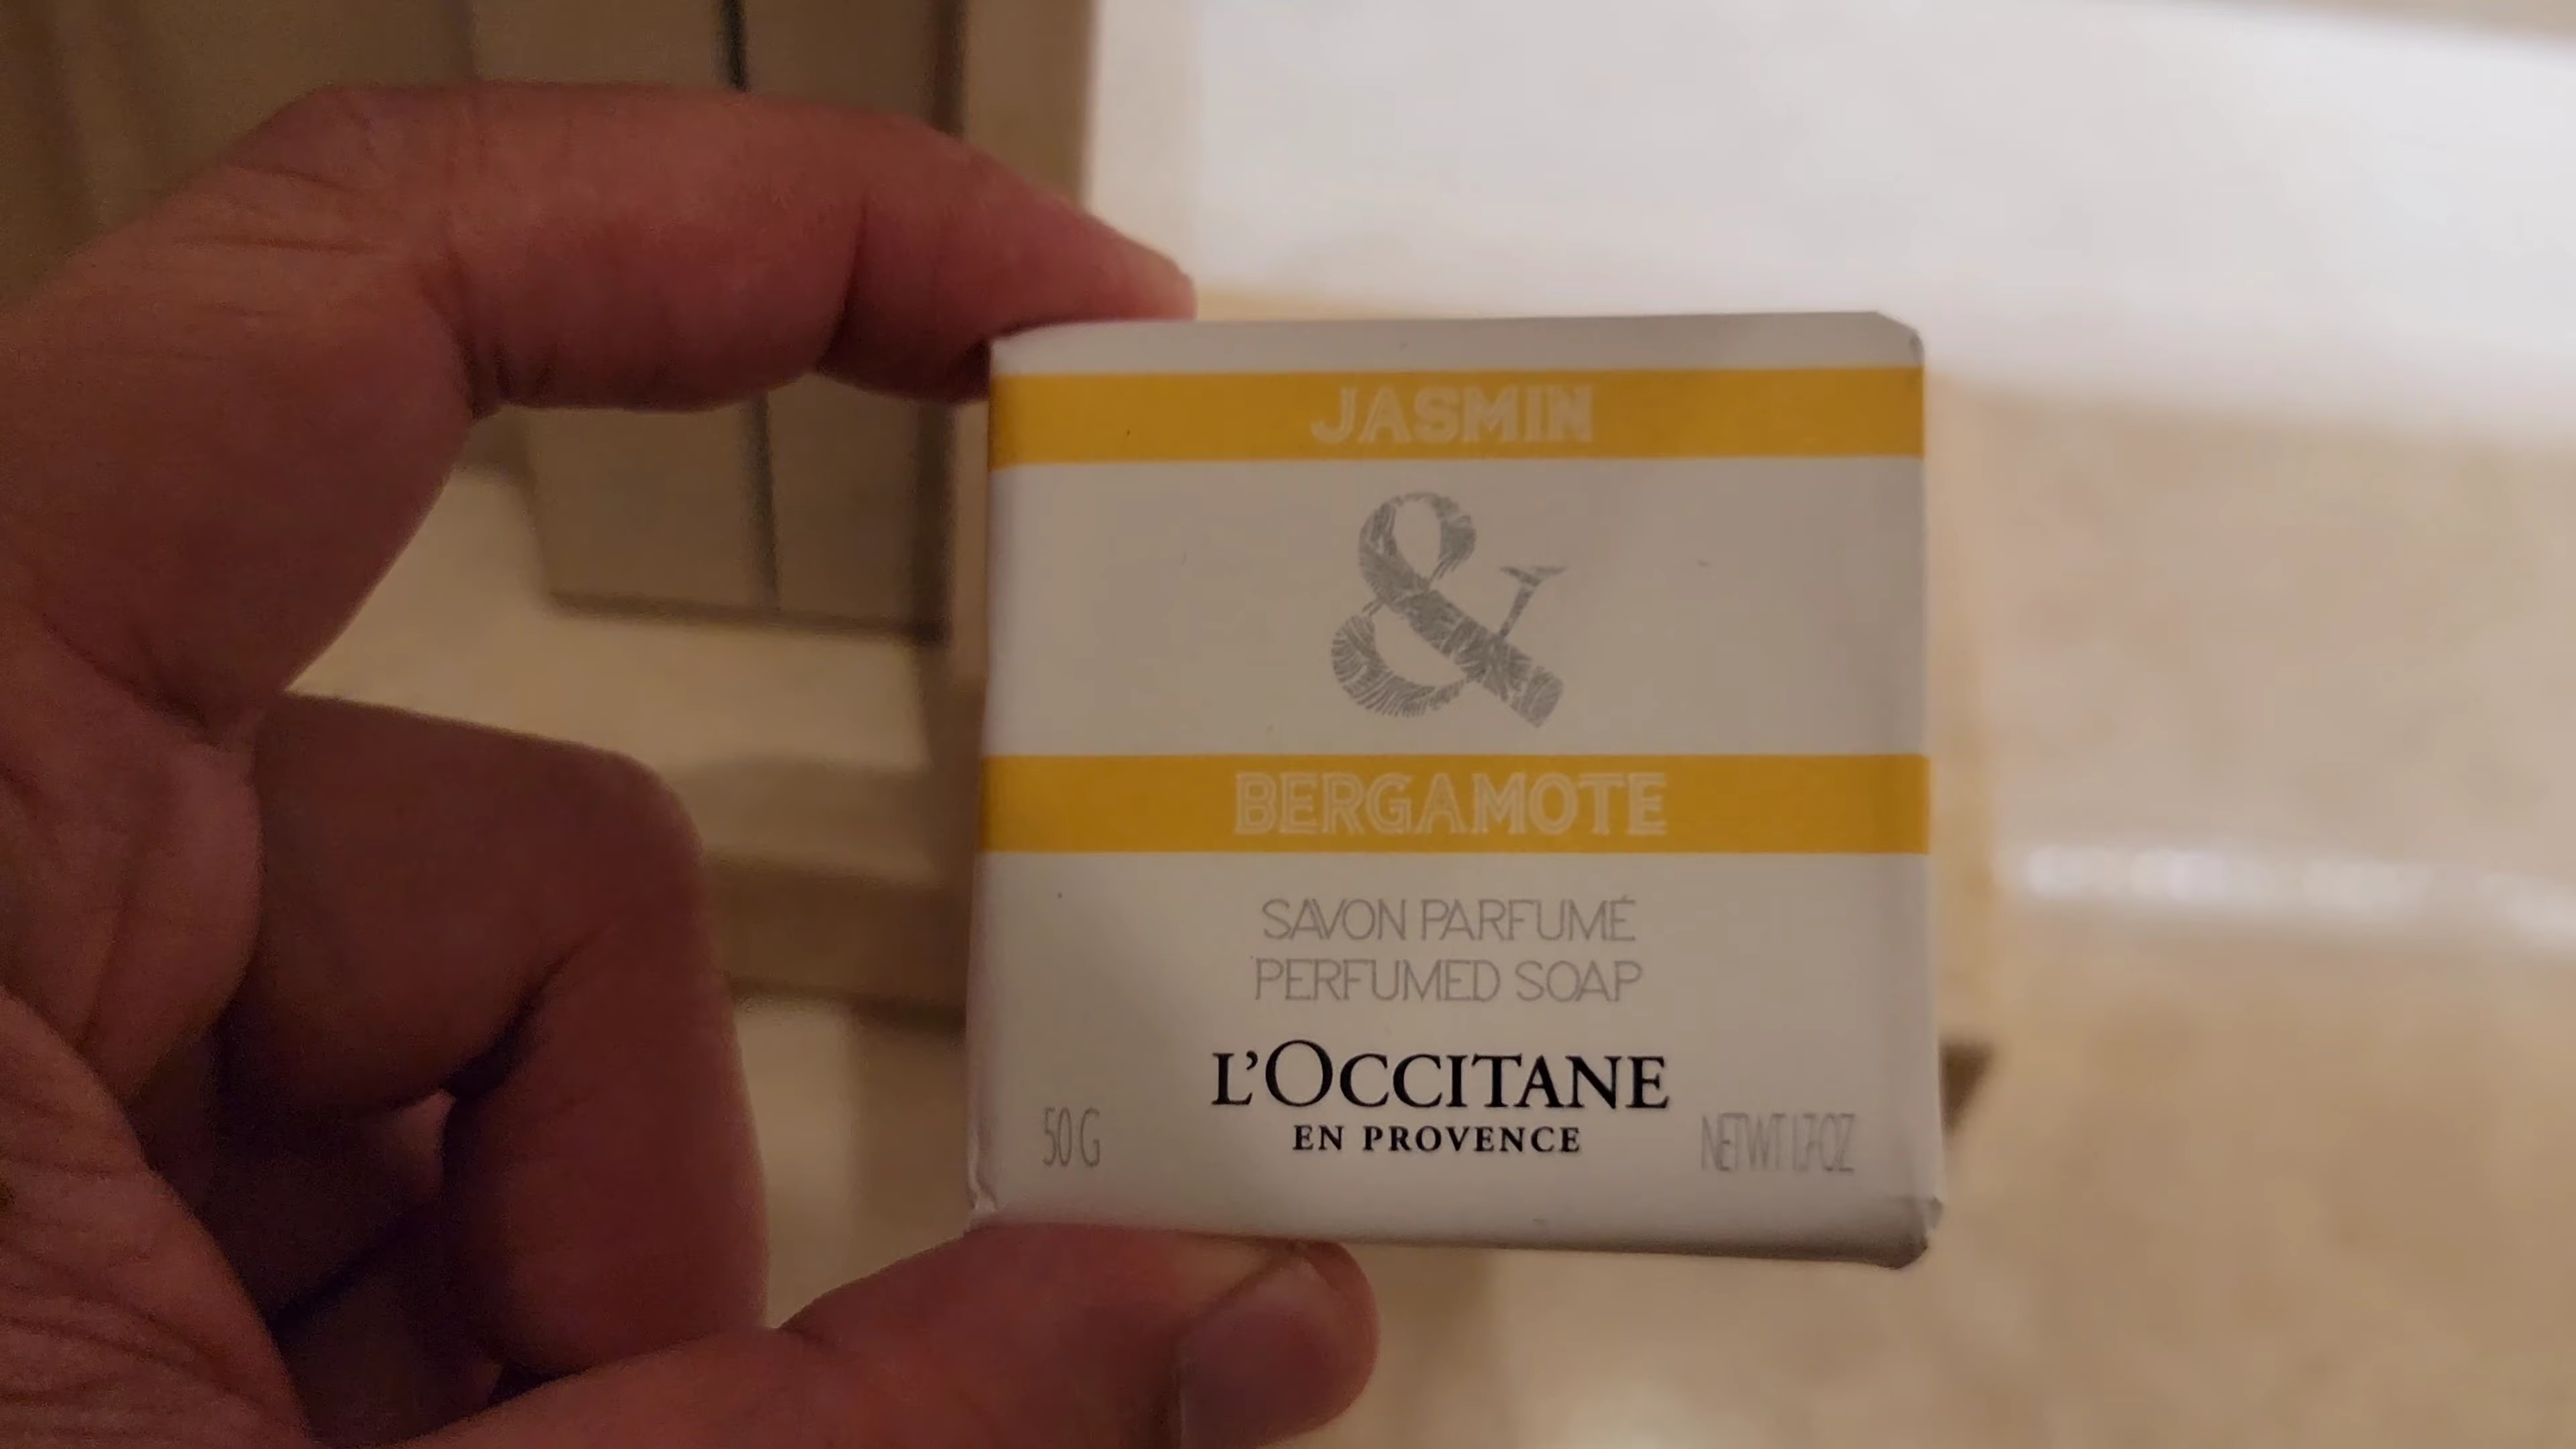 JASMIN
&
BERGAMOTE
SAVON PARFUMÉ
PERFUMED SOAP
L'OCCITANE
EN PROVENCE
50 G
NET WT 1.7 OZ